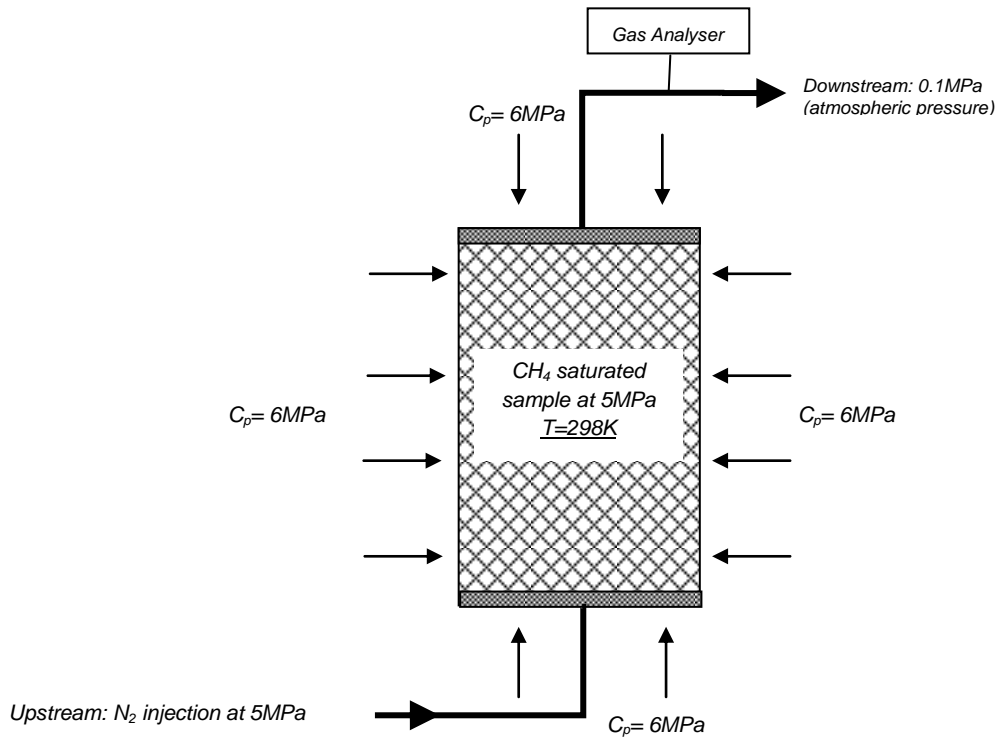 Gas Analyser
Downstream: 0.1MPa
(atmospheric pressure)
Cp= 6MPa
CH4 saturated
sample at 5MPa
T=298K
Cp= 6MPa
Cp= 6MPa
Upstream: N2 injection at 5MPa
Cp= 6MPa